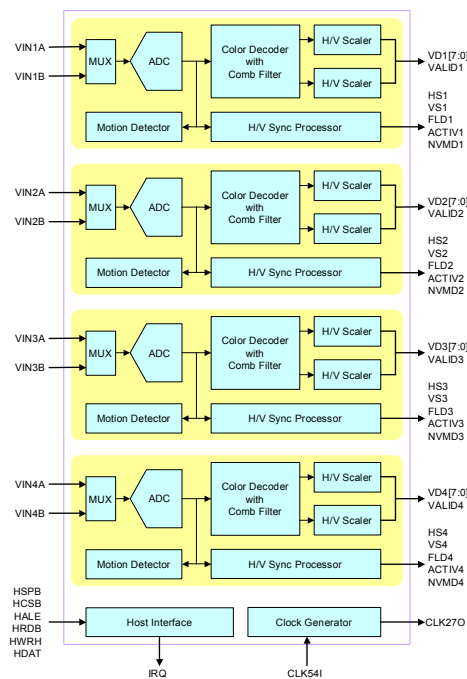 VIN1A
VIN1B
MUX
ADC
Color Decoder
with
Comb Filter
H/V Scaler
H/V Scaler
Motion Detector
H/V Sync Processor
VD1[7:0]
VALID1
HS1
VS1
FLD1
ACTIV1
NVMD1
VIN2A
VIN2B
MUX
ADC
Color Decoder
with
Comb Filter
H/V Scaler
H/V Scaler
Motion Detector
H/V Sync Processor
VD2[7:0]
VALID2
HS2
VS2
FLD2
ACTIV2
NVMD2
VIN3A
VIN3B
MUX
ADC
Color Decoder
with
Comb Filter
H/V Scaler
H/V Scaler
Motion Detector
H/V Sync Processor
VD3[7:0]
VALID3
HS3
VS3
FLD3
ACTIV3
NVMD3
VIN4A
VIN4B
MUX
ADC
Color Decoder
with
Comb Filter
H/V Scaler
H/V Scaler
Motion Detector
H/V Sync Processor
VD4[7:0]
VALID4
HS4
VS4
FLD4
ACTIV4
NVMD4
HSPB
HCSB
HALE
HRDB
HWRH
HDAT
Host Interface
Clock Generator
CLK27O
IRQ
CLK54I